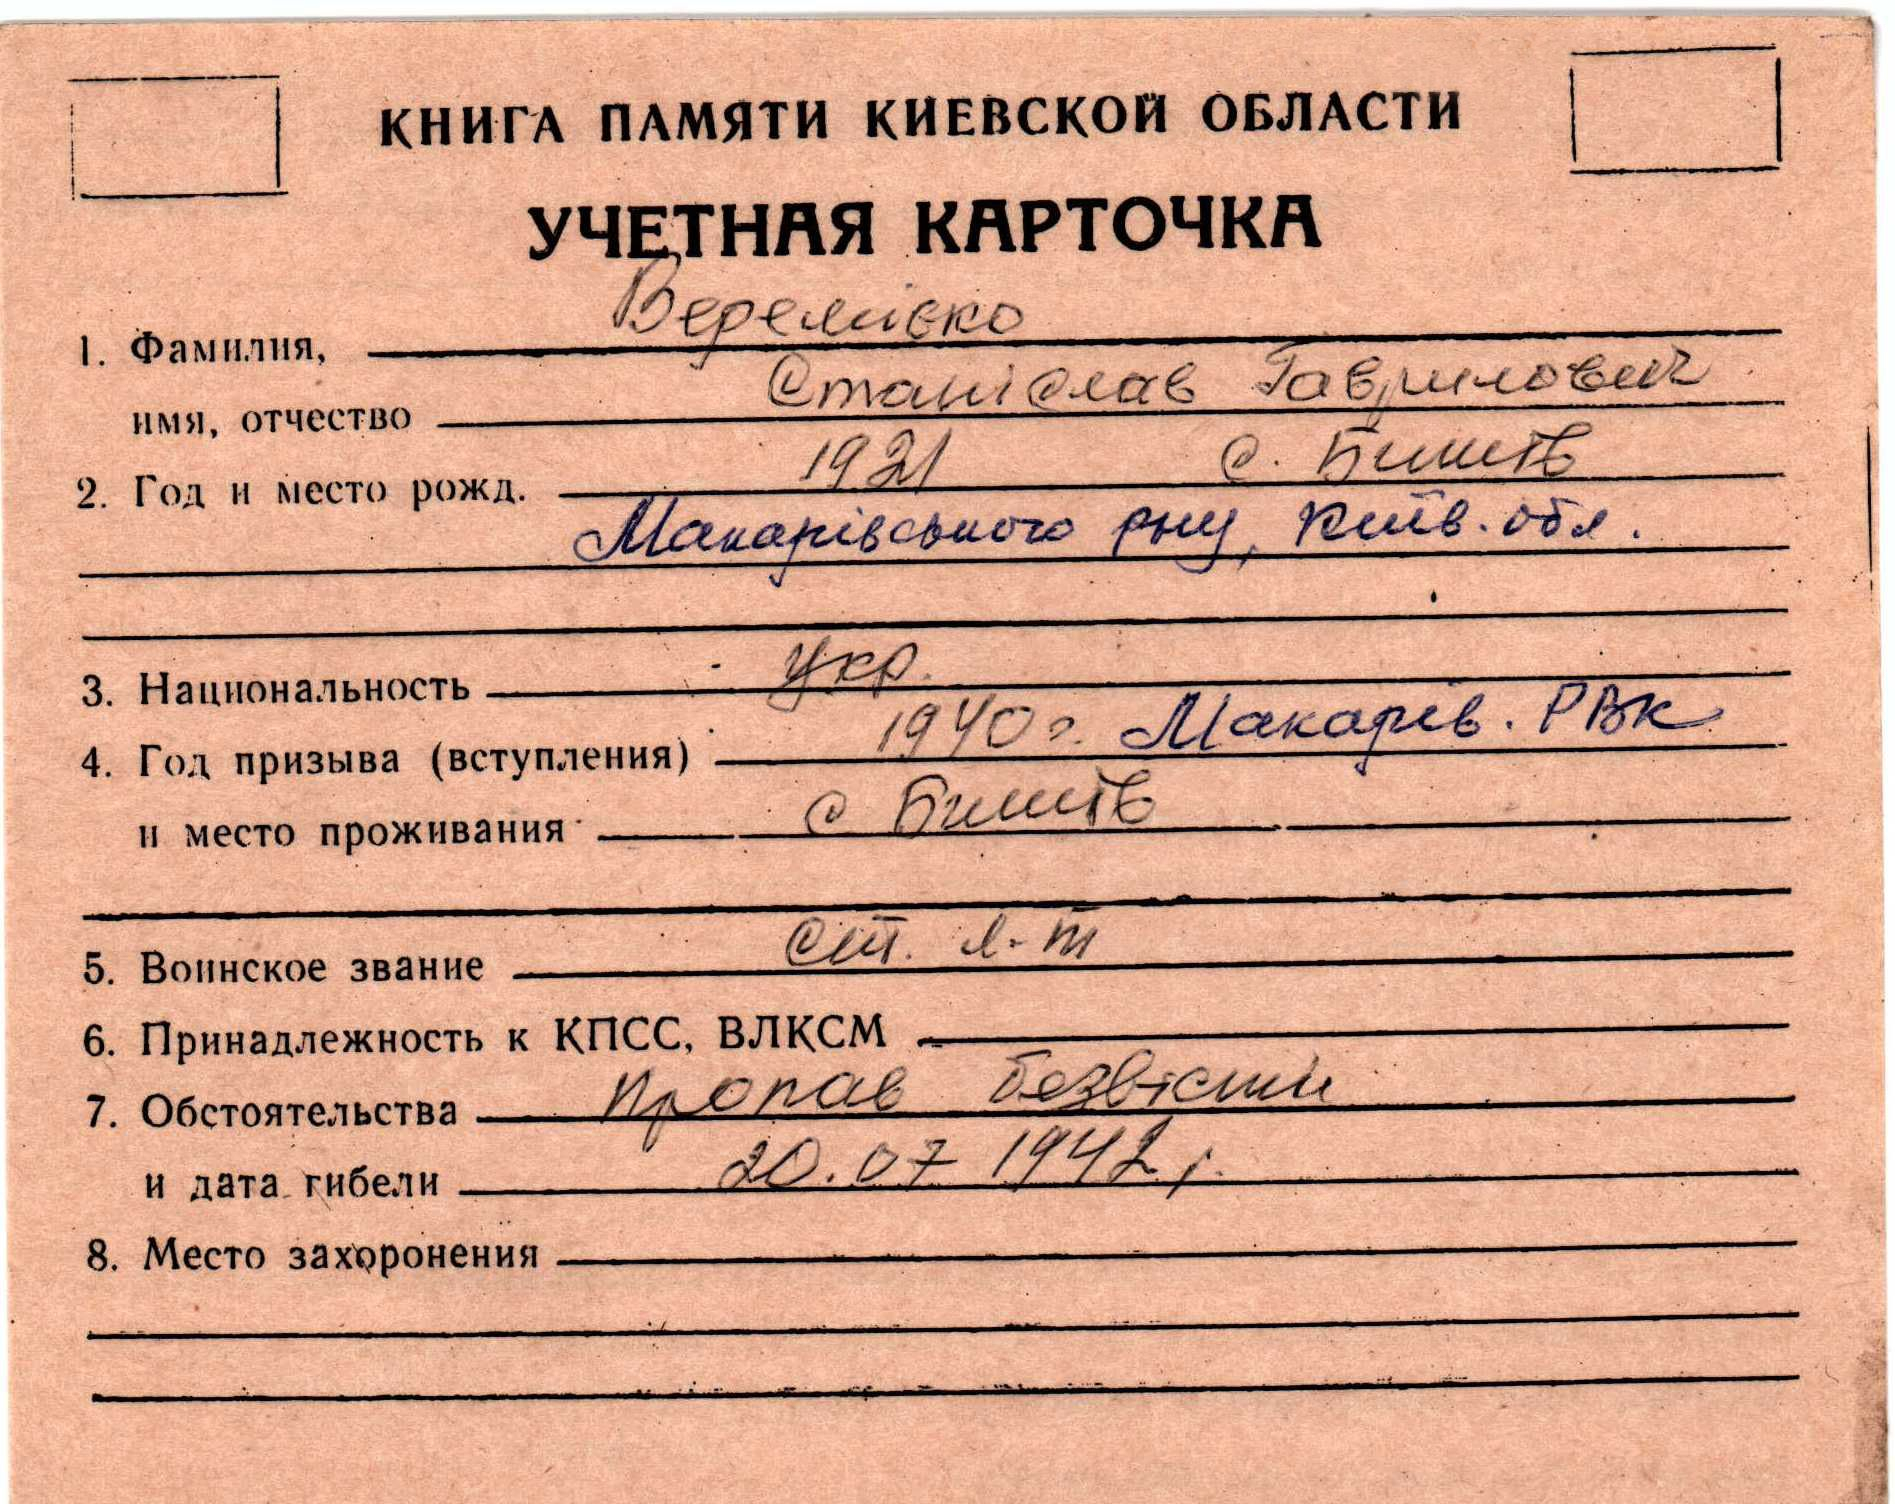 КНИГА ПАМЯТИ КИЕВСКОЙ ОБЛАСТИ
УЧЕТНАЯ КАРТОЧКА
1. Фамилия, Веремієко
имя, отчество Станіслав Гаврилович
2. Год и место рожд. 1921 с. Бишів
Макарівського р-ну, Київ. обл.
3. Национальность Укр.
4. Год призыва (вступления) 1940 г. Макарів. РВК
и место проживания с Бишів
5. Воинское звание ст. л-т
6. Принадлежность к КПСС, ВЛКСМ
7. Обстоятельства Пропав безвісти
и дата гибели 20.07 1942 г.
8. Место захоронения